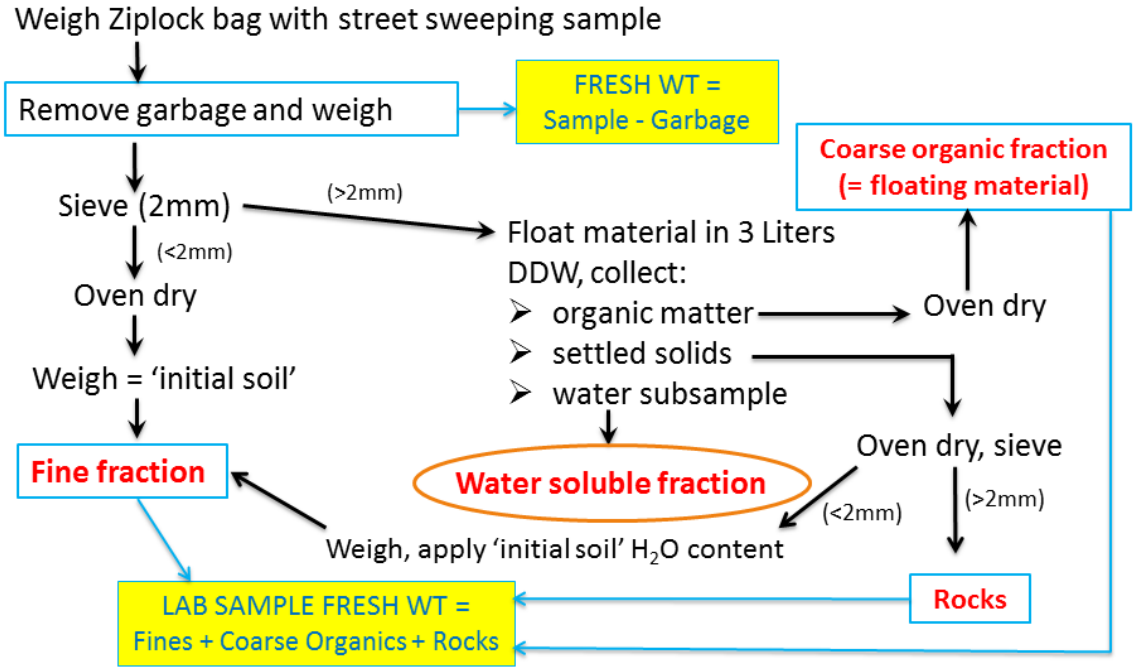 Weigh Ziplock bag with street sweeping sample
Remove garbage and weigh
FRESH WT =
Sample - Garbage
Coarse organic fraction
(= floating material)
Sieve (2mm)
(>2mm)
(<2mm)
Float material in 3 Liters
DDW, collect:
➢ organic matter
➢ settled solids
➢ water subsample
Oven dry
Oven dry
Weigh = ‘initial soil’
Fine fraction
Water soluble fraction
Oven dry, sieve
(<2mm)
(>2mm)
Weigh, apply ‘initial soil’ H₂O content
Rocks
LAB SAMPLE FRESH WT =
Fines + Coarse Organics + Rocks